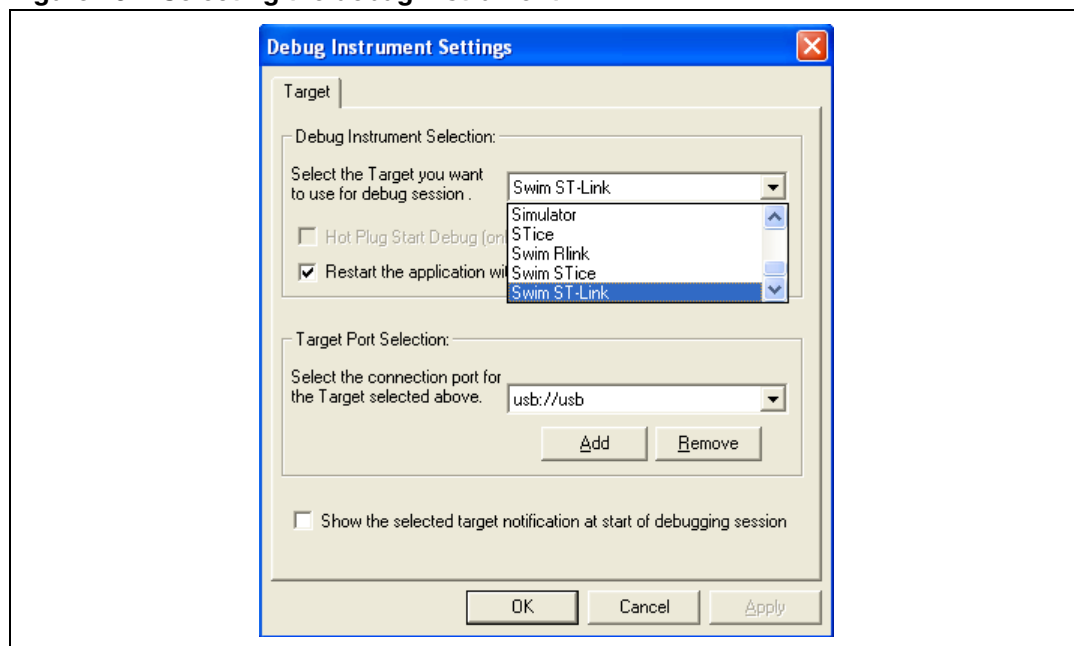 Debug Instrument Settings
Target
Debug Instrument Selection:
Select the Target you want
to use for debug session .
Swim ST-Link
Simulator
STice
Swim Rlink
Swim STice
Swim ST-Link
Hot Plug Start Debug
Restart the application
Target Port Selection:
Select the connection port for
the Target selected above.
usb://usb
Add
Remove
Show the selected target notification at start of debugging session
OK
Cancel
Apply